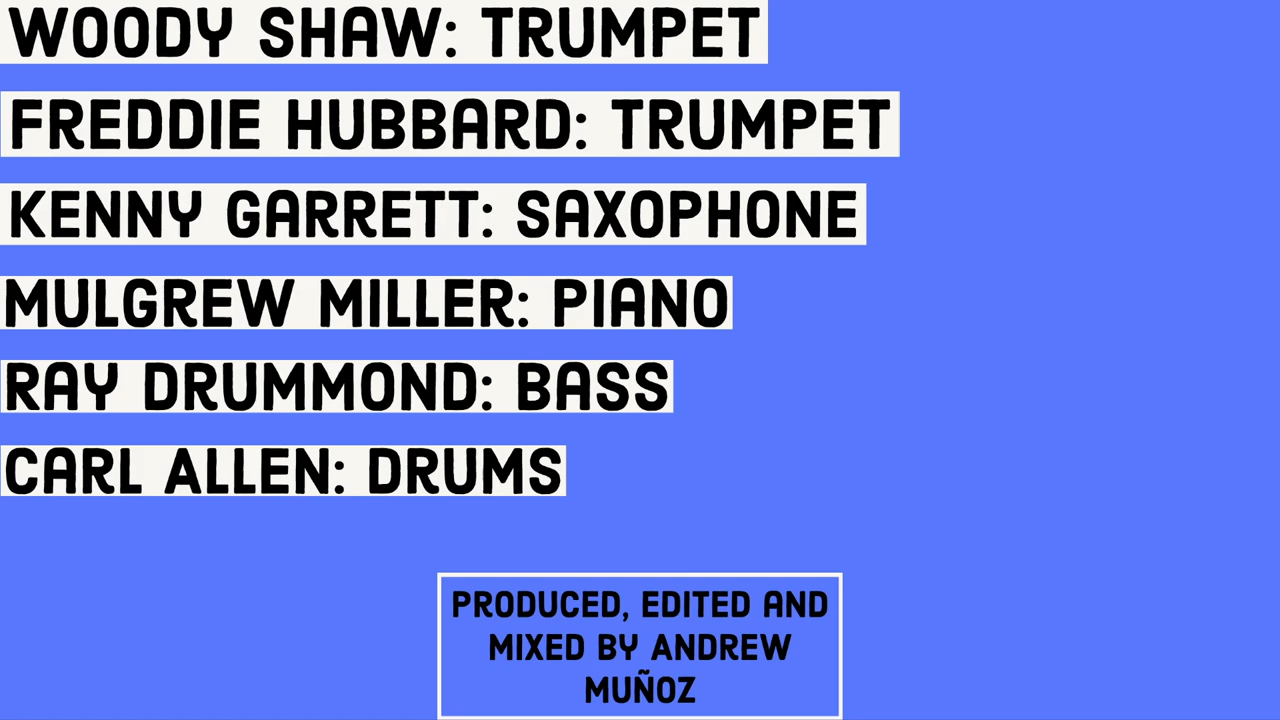 WOODY SHAW: TRUMPET
FREDDIE HUBBARD: TRUMPET
KENNY GARRETT: SAXOPHONE
MULGREW MILLER: PIANO
RAY DRUMMOND: BASS
CARL ALLEN: DRUMS
PRODUCED, EDITED AND
MIXED BY ANDREW
MUÑOZ